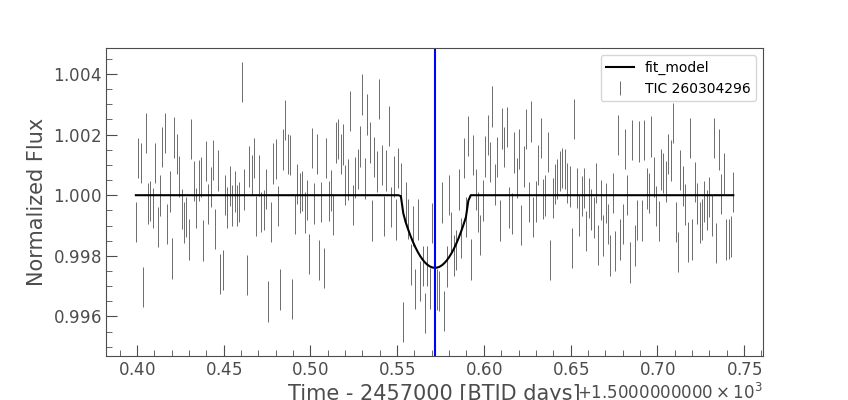 Normalized Flux
1.004
1.002
1.000
0.998
0.996
fit_model
TIC 260304296
0.40 0.45 0.50 0.55 0.60 0.65 0.70 0.75
Time - 2457000 [BTJD days]
+1.5000000000 × 10³